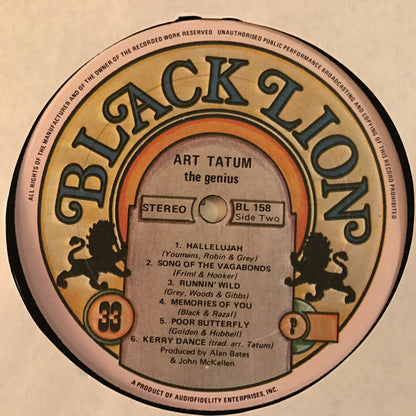 ALL RIGHTS OF THE MANUFACTURER AND OF THE OWNER OF THE RECORDED WORK RESERVED UNAUTHORISED PUBLIC PERFORMANCE BROADCASTING AND COPYING OF THIS RECORD PROHIBITED
BLACK LION
ART TATUM
the genius
STEREO
S
BL 158
Side Two
1. HALLELUJAH
(Youmans, Robin & Grey)
2. SONG OF THE VAGABONDS
(Friml & Hooker)
3. RUNNIN' WILD
(Grey, Woods & Gibbs)
4. MEMORIES OF YOU
(Black & Razaf)
5. POOR BUTTERFLY
(Golden & Hubbell)
6. KERRY DANCE (trad. arr. Tatum)
Produced by Alan Bates
& John McKellen
33
P
A PRODUCT OF AUDIOFIDELITY ENTERPRISES, INC.